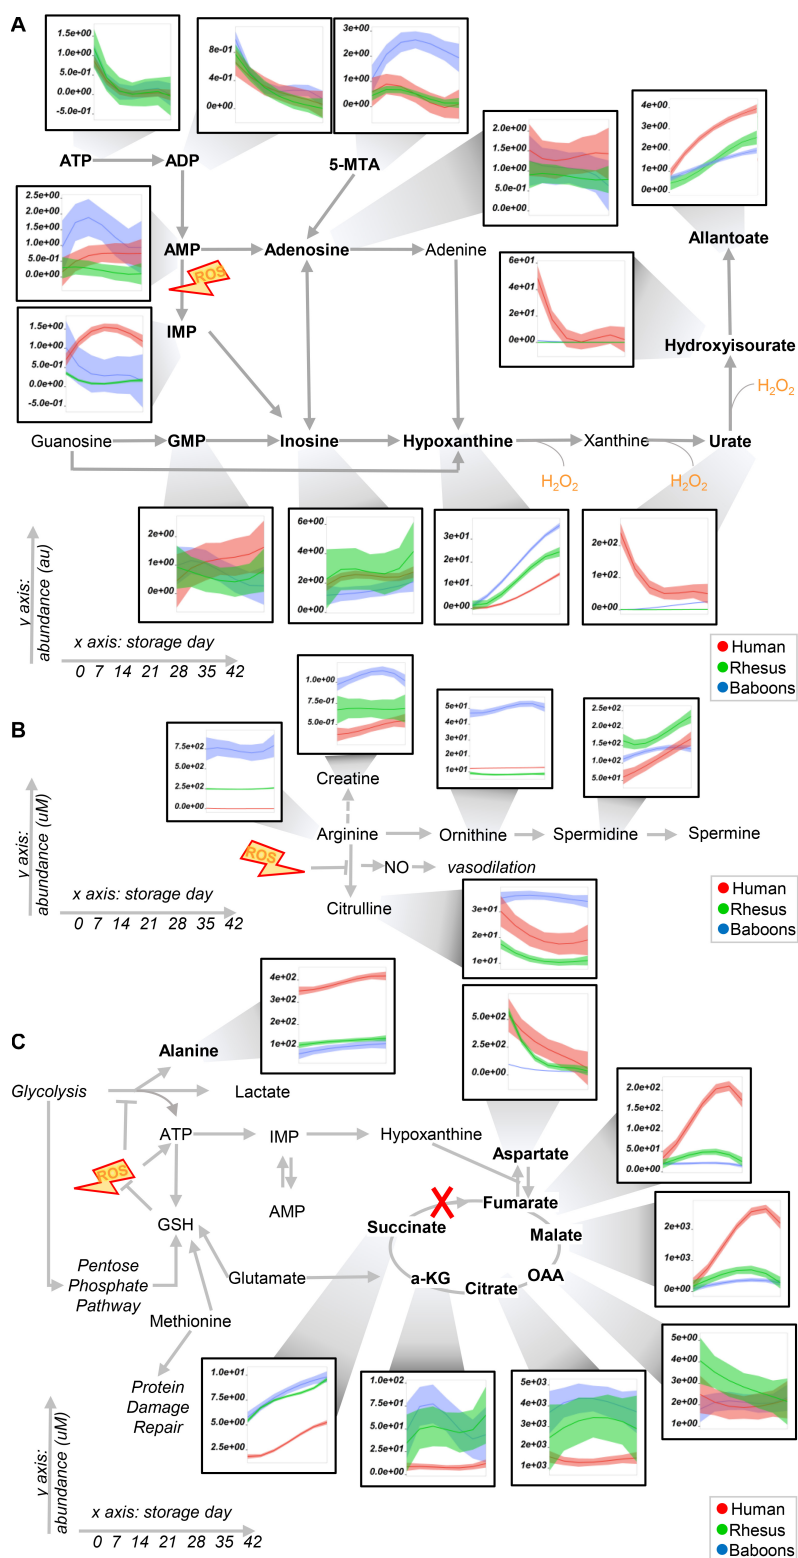 A
1.5e+00
1.0e+00
5.0e-01
0.0e+00
-5.0e-01
8e-01
4e-01
0e+00
3e+00
2e+00
1e+00
0e+00
2.0e+00
1.5e+00
1.0e+00
5.0e-01
0.0e+00
4e+00
3e+00
2e+00
1e+00
0e+00
ATP
ADP
5-MTA
2.5e+00
2.0e+00
1.5e+00
1.0e+00
5.0e-01
0.0e+00
AMP
Adenosine
Adenine
Allantoate
ROS
6e+01
4e+01
2e+01
0e+00
1.5e+00
1.0e+00
5.0e-01
0.0e+00
-5.0e-01
IMP
Hydroxyisourate
H2O2
Guanosine
GMP
Inosine
Hypoxanthine
Xanthine
Urate
H2O2
H2O2
2e+00
1e+00
0e+00
6e+00
4e+00
2e+00
0e+00
3e+01
2e+01
1e+01
0e+00
2e+02
1e+02
0e+00
y axis:
abundance (au)
x axis: storage day
0 7 14 21 28 35 42
Human
Rhesus
Baboons
B
1.0e+00
7.5e-01
5.0e-01
5e+01
4e+01
3e+01
2e+01
1e+01
2.5e+02
2.0e+02
1.5e+02
1.0e+02
5.0e+01
7.5e+02
5.0e+02
2.5e+02
0.0e+00
Creatine
Arginine
Ornithine
Spermidine
Spermine
ROS
NO
vasodilation
Citrulline
y axis:
abundance (uM)
x axis: storage day
0 7 14 21 28 35 42
Human
Rhesus
Baboons
3e+01
2e+01
1e+01
C
4e+02
3e+02
2e+02
1e+02
5.0e+02
2.5e+02
0.0e+00
Alanine
Glycolysis
Lactate
2.0e+02
1.5e+02
1.0e+02
5.0e+01
0.0e+00
ATP
IMP
Hypoxanthine
Aspartate
ROS
AMP
Fumarate
GSH
Succinate
Malate
2e+03
1e+03
0e+00
Pentose
Phosphate
Pathway
Glutamate
a-KG
Citrate
OAA
Methionine
Protein
Damage
Repair
1.0e+01
7.5e+00
5.0e+00
2.5e+00
1.0e+02
7.5e+01
5.0e+01
2.5e+01
0.0e+00
5e+03
4e+03
3e+03
2e+03
1e+03
5e+00
4e+00
3e+00
2e+00
1e+00
y axis:
abundance (uM)
x axis: storage day
0 7 14 21 28 35 42
Human
Rhesus
Baboons